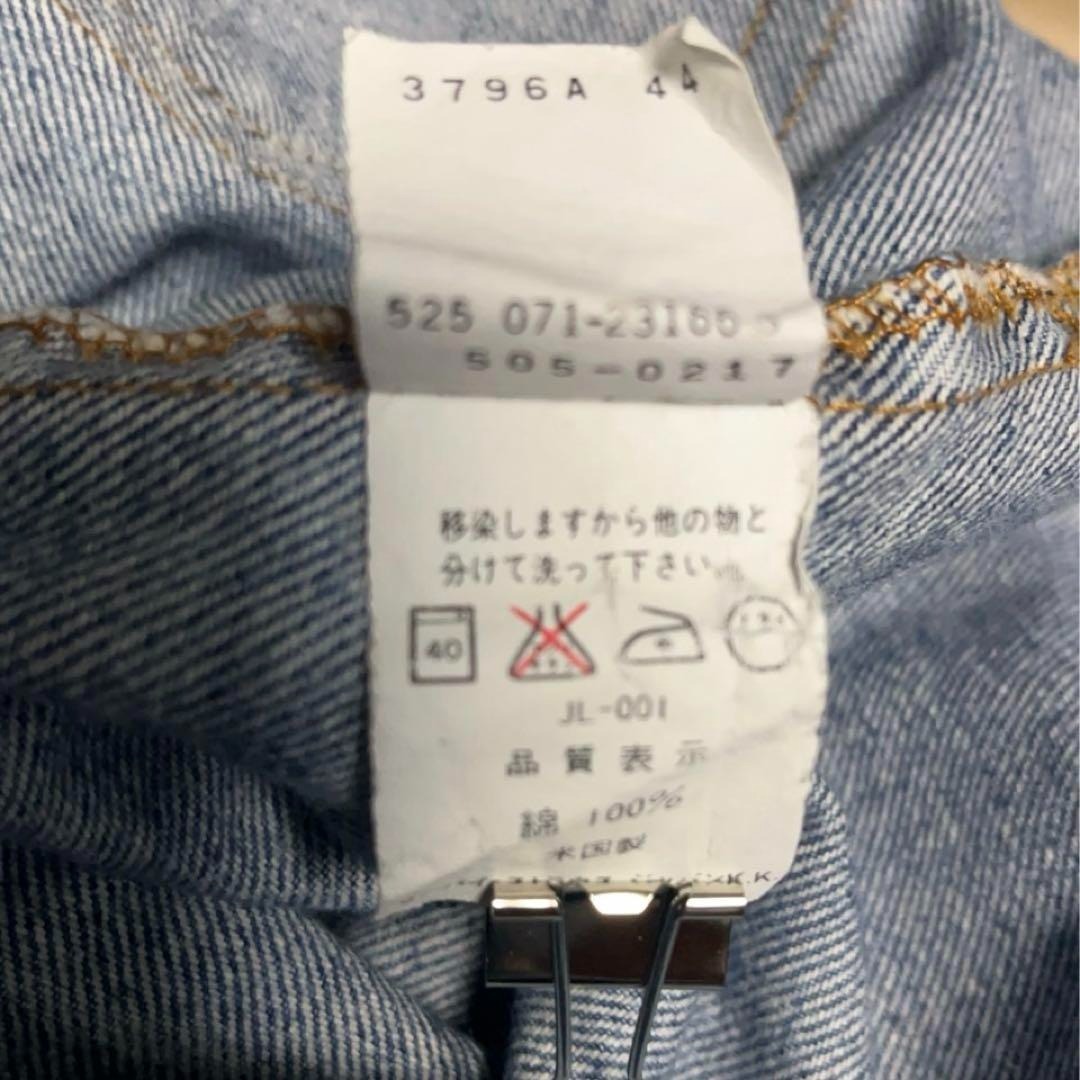 3796A 44
525 071-23166
505-0217
移染しますから他の物と
分けて洗って下さい。
40
JL-001
品質表示
綿 100%
米国製
K.K.